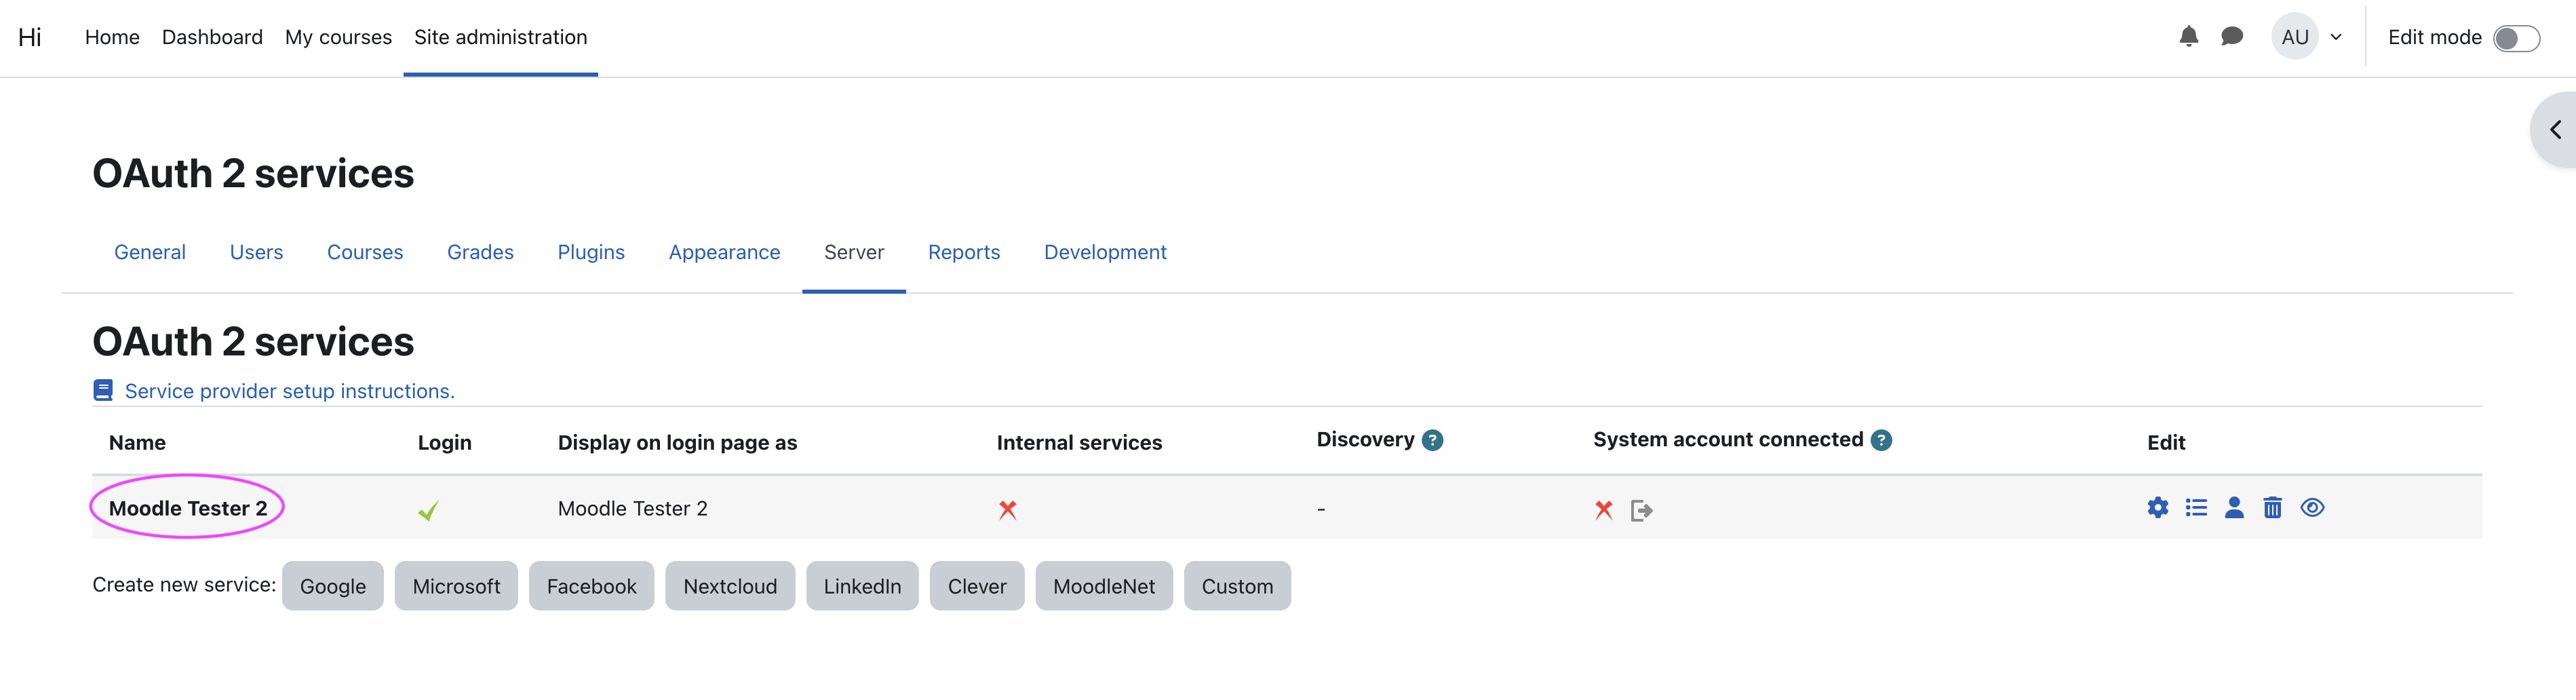 Hi Home Dashboard My courses Site administration AU Edit mode
OAuth 2 services
General Users Courses Grades Plugins Appearance Server Reports Development
OAuth 2 services
Service provider setup instructions.
Name Login Display on login page as Internal services Discovery ? System account connected ? Edit
Moodle Tester 2 Moodle Tester 2 -
Create new service: Google Microsoft Facebook Nextcloud LinkedIn Clever MoodleNet Custom